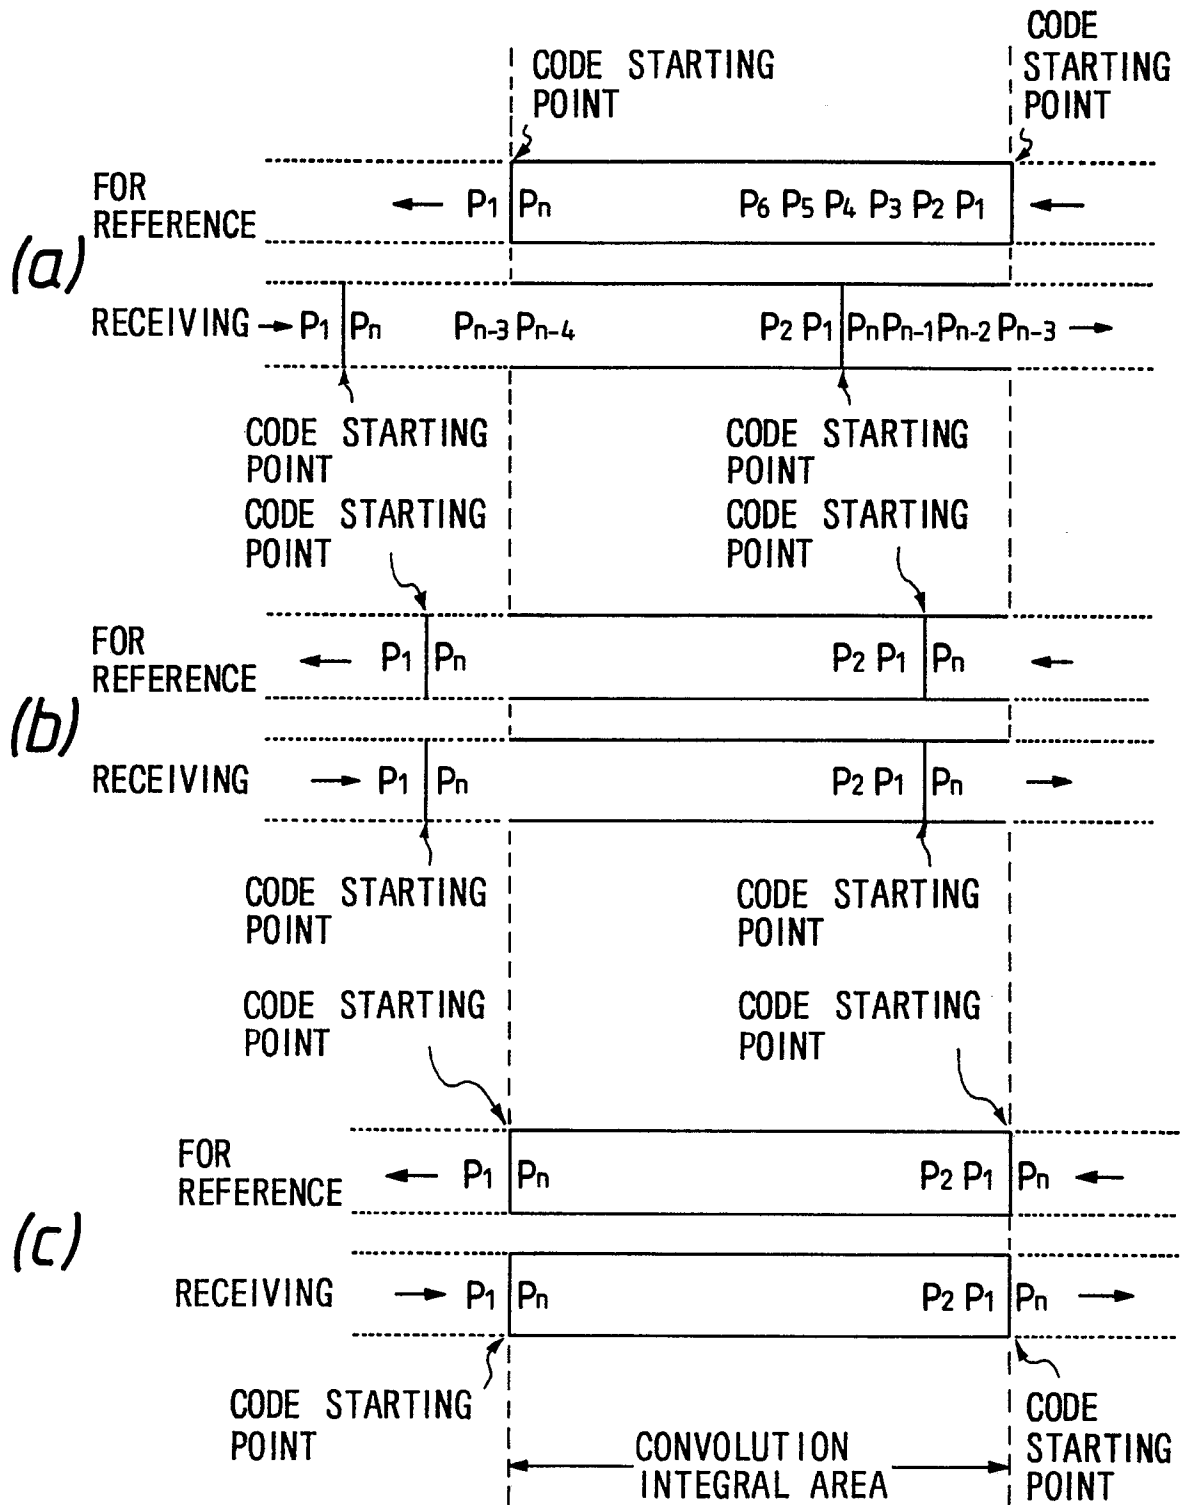 CODE STARTING POINT
CODE STARTING POINT
FOR REFERENCE
P1 Pn P6 P5 P4 P3 P2 P1
(a)
RECEIVING P1 Pn Pn-3 Pn-4 P2 P1 Pn Pn-1 Pn-2 Pn-3
CODE STARTING POINT
CODE STARTING POINT
CODE STARTING POINT
CODE STARTING POINT
FOR REFERENCE
P1 Pn P2 P1 Pn
(b)
RECEIVING P1 Pn P2 P1 Pn
CODE STARTING POINT
CODE STARTING POINT
CODE STARTING POINT
CODE STARTING POINT
FOR REFERENCE
P1 Pn P2 P1 Pn
(c)
RECEIVING P1 Pn P2 P1 Pn
CODE STARTING POINT
CODE STARTING POINT
CONVOLUTION INTEGRAL AREA